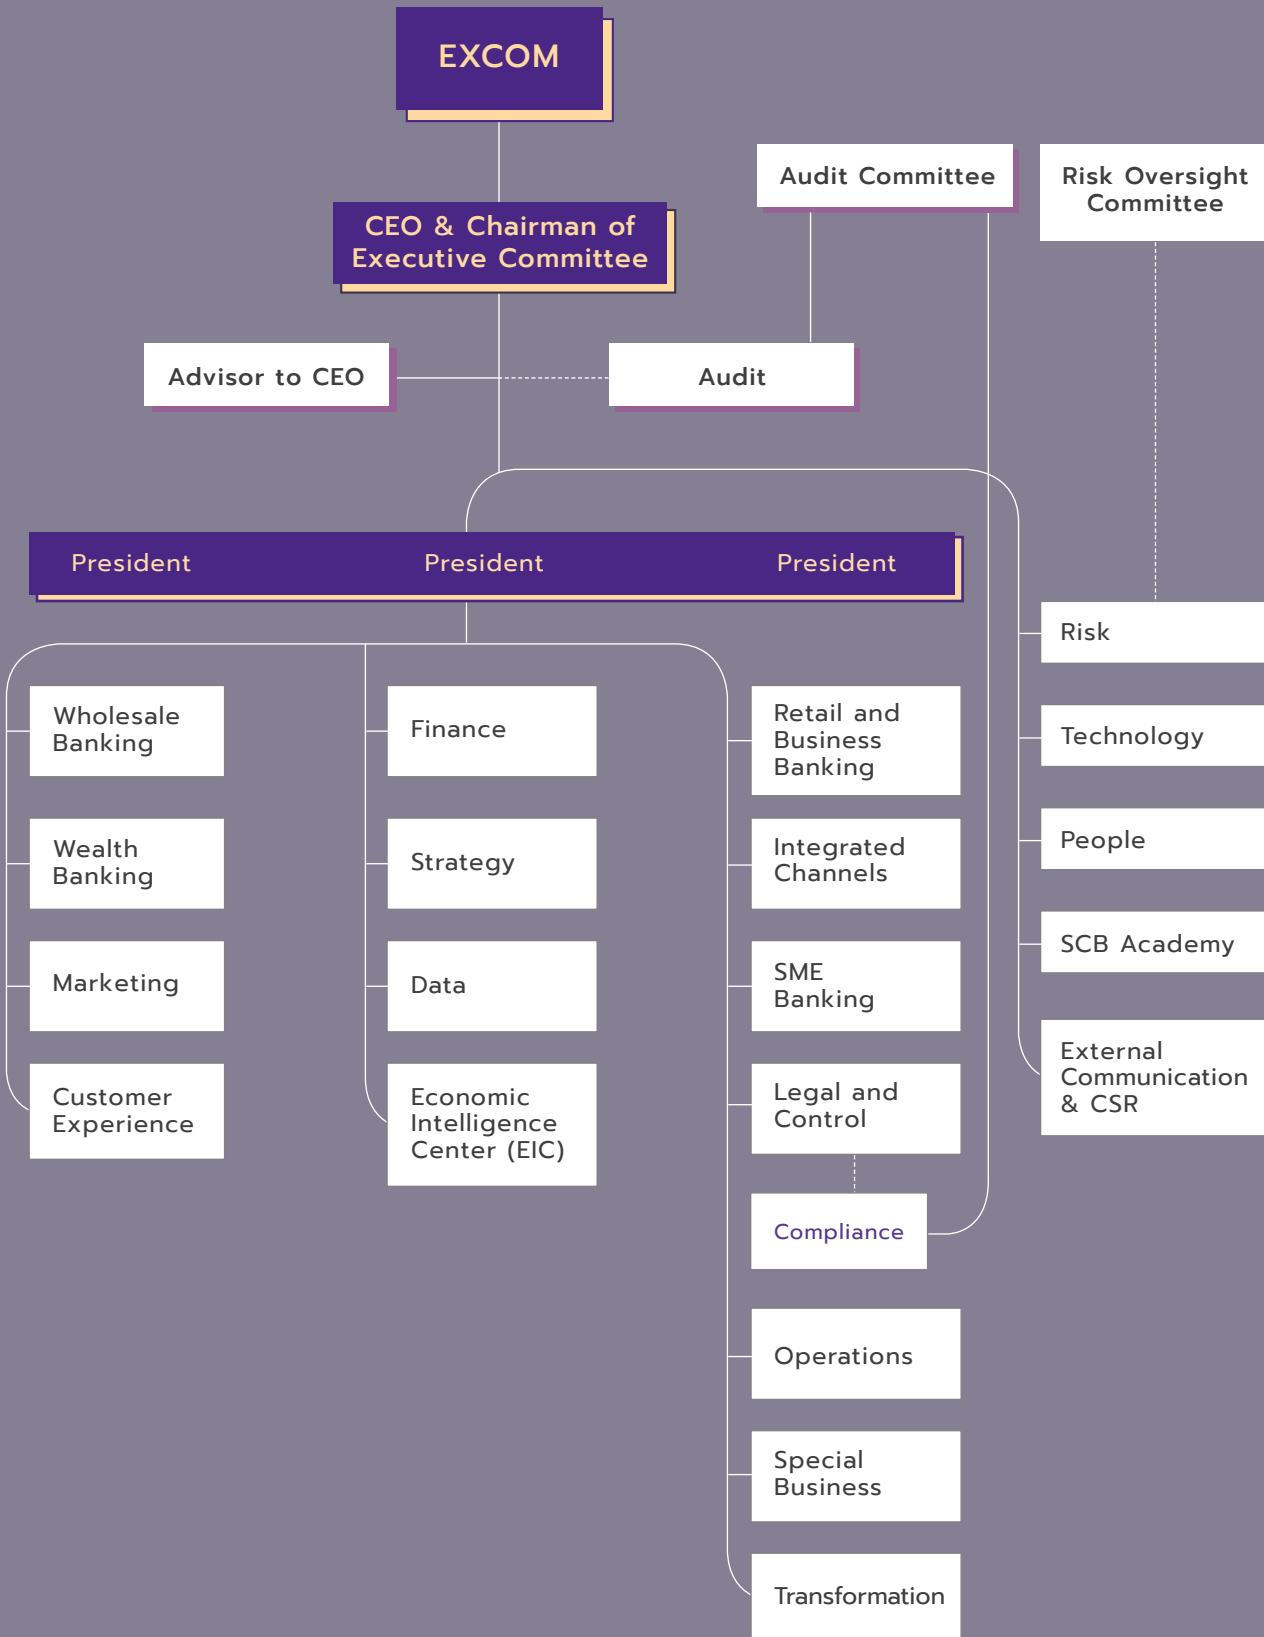 EXCOM
Audit Committee
Risk Oversight
Committee
CEO & Chairman of
Executive Committee
Advisor to CEO
Audit
President
President
President
Wholesale
Banking
Wealth
Banking
Marketing
Customer
Experience
Finance
Strategy
Data
Economic
Intelligence
Center (EIC)
Retail and
Business
Banking
Integrated
Channels
SME
Banking
Legal and
Control
Compliance
Operations
Special
Business
Transformation
Risk
Technology
People
SCB Academy
External
Communication
& CSR